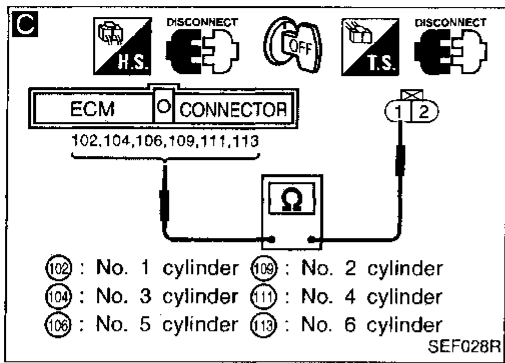 C
DISCONNECT
H.S.
OFF
T.S.
DISCONNECT
ECM CONNECTOR
1 2
102,104,106,109,111,113
Ω
102 : No. 1 cylinder 109 : No. 2 cylinder
104 : No. 3 cylinder 111 : No. 4 cylinder
106 : No. 5 cylinder 113 : No. 6 cylinder
SEF028R